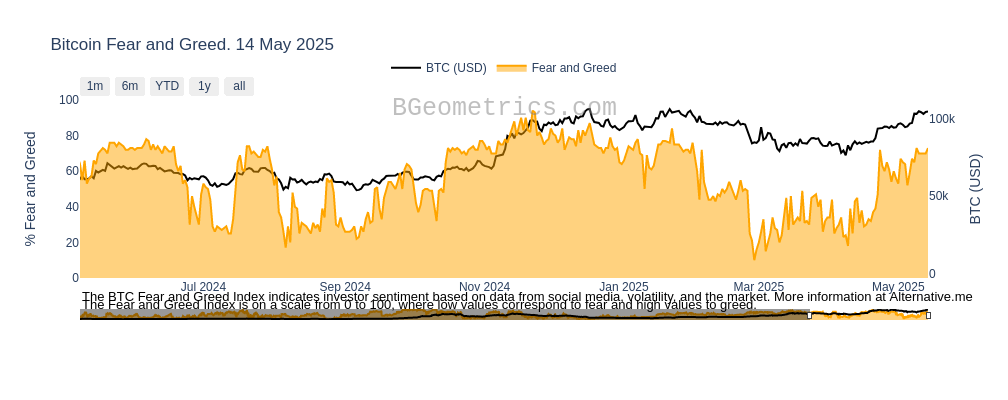 Bitcoin Fear and Greed. 14 May 2025
BTC (USD) Fear and Greed
1m 6m YTD 1y all
BGeometrics.com
% Fear and Greed
100
80
60
40
20
0
BTC (USD)
100k
50k
0
Jul 2024 Sep 2024 Nov 2024 Jan 2025 Mar 2025 May 2025
The BTC Fear and Greed Index indicates investor sentiment based on data from social media, volatility, and the market. More information at Alternative.me
The Fear and Greed Index is on a scale from 0 to 100, where low values correspond to fear and high values to greed.